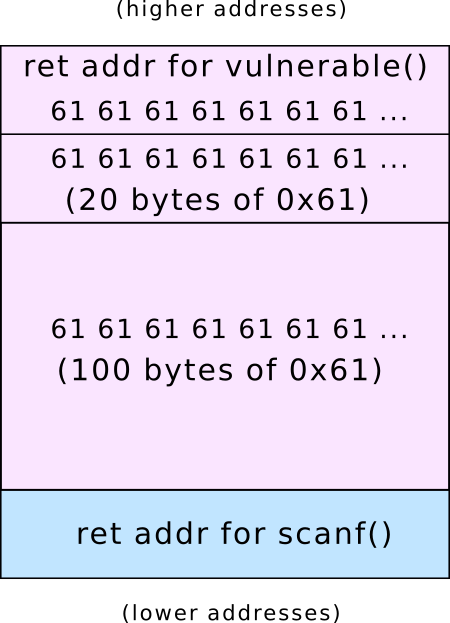 (higher addresses)
ret addr for vulnerable()
61 61 61 61 61 61 61 ...
61 61 61 61 61 61 61 ...
(20 bytes of 0x61)
61 61 61 61 61 61 61 ...
(100 bytes of 0x61)
ret addr for scanf()
(lower addresses)